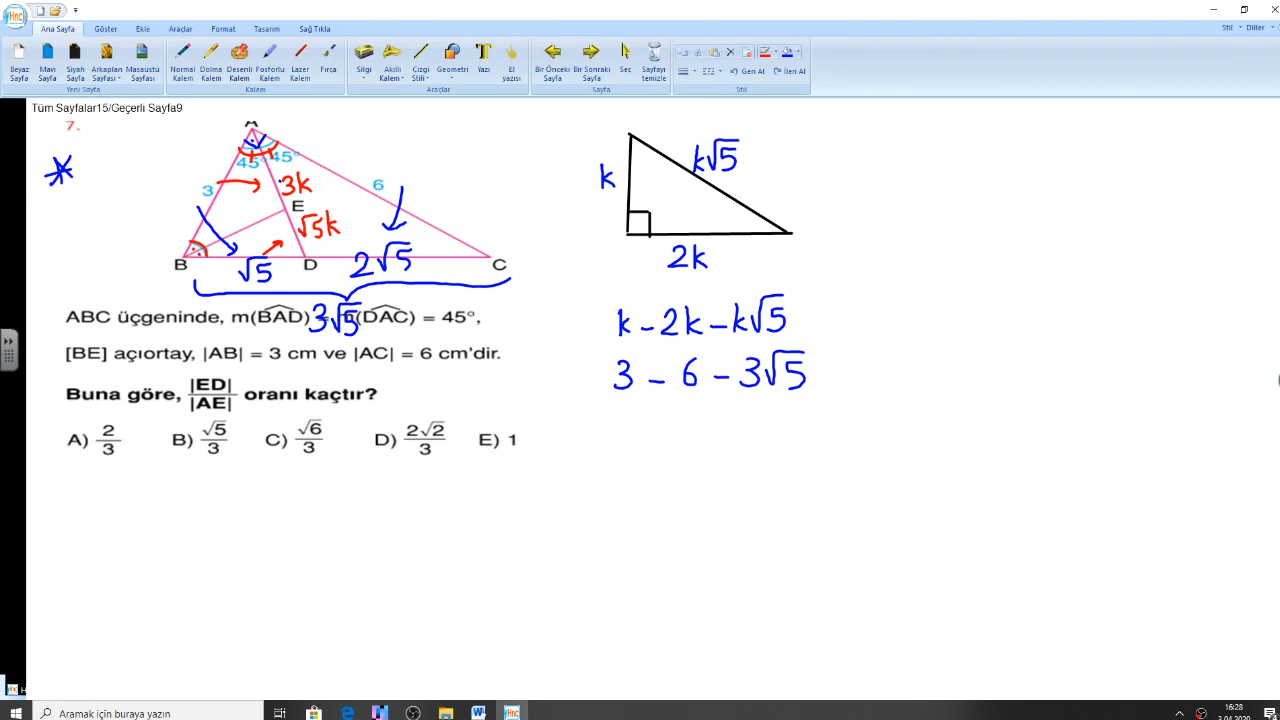 Ana Sayfa Göster Ekle Araçlar Format Tasarım Sağ Tıkla Stil Diller
Beyaz Sayfa Mavi Sayfa Siyah Sayfa Arkaplan Sayfası Masaüstü Sayfası Normal Kalem Dolma Kalem Desenli Kalem Fosforlu Kalem Lazer Kalem Fırça Silgi Akıllı Kalem Çizgi Stili Geometri Yazı El yazısı Bir Önceki Sayfa Bir Sonraki Sayfa Seç Sayfayı temizle Geri Al İleri Al
Yeni Sayfa Kalem Araçlar Sayfa Stil
Tüm Sayfalar15/Geçerli Sayfa9
7.
A
45° 45°
3 3k 6
E
√5k
B √5 D 2√5 C
3√5
k k√5
2k
k - 2k - k√5
3 - 6 - 3√5
ABC üçgeninde, m(BAD) = m(DAC) = 45°,
[BE] açıortay, |AB| = 3 cm ve |AC| = 6 cm'dir.
Buna göre, |ED|/|AE| oranı kaçtır?
A) 2/3 B) √5/3 C) √6/3 D) 2√2/3 E) 1
Aramak için buraya yazın
16:28
3.04.2020